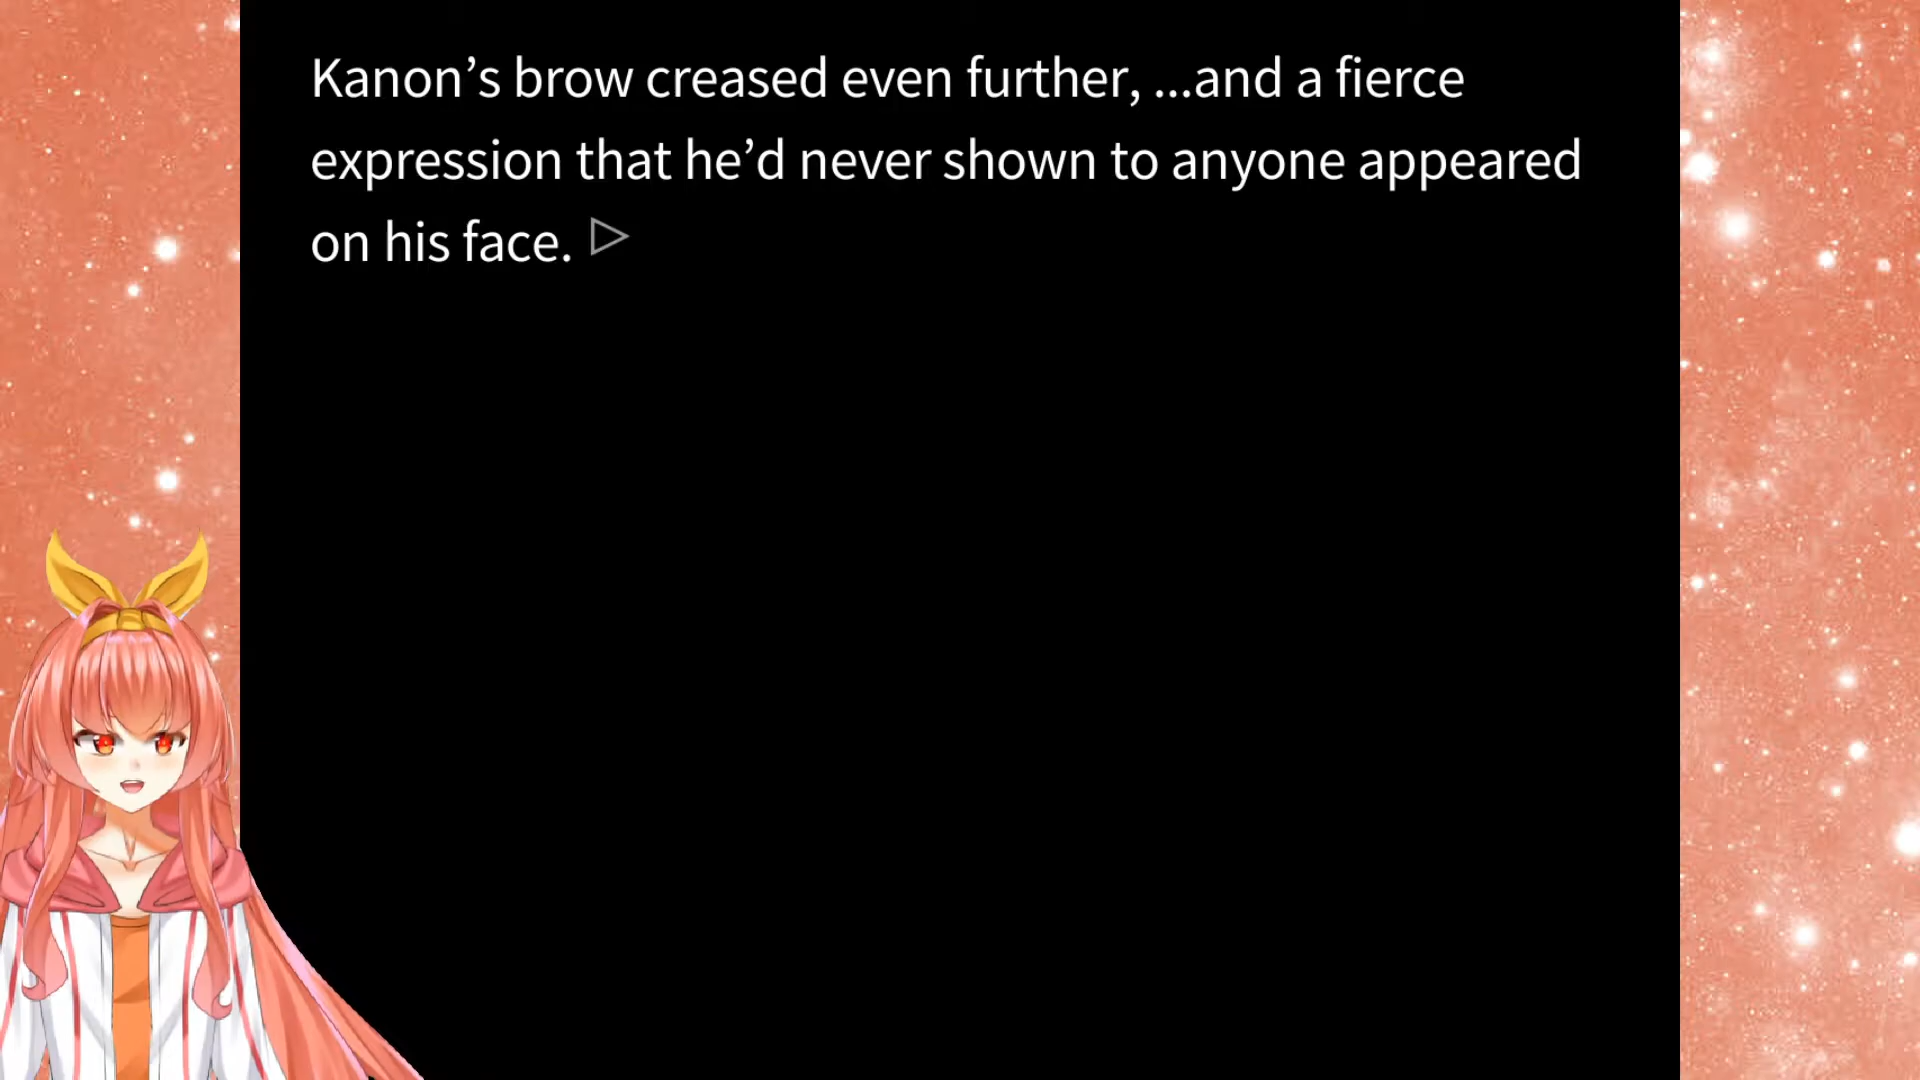 Kanon’s brow creased even further, ...and a fierce
expression that he’d never shown to anyone appeared
on his face.